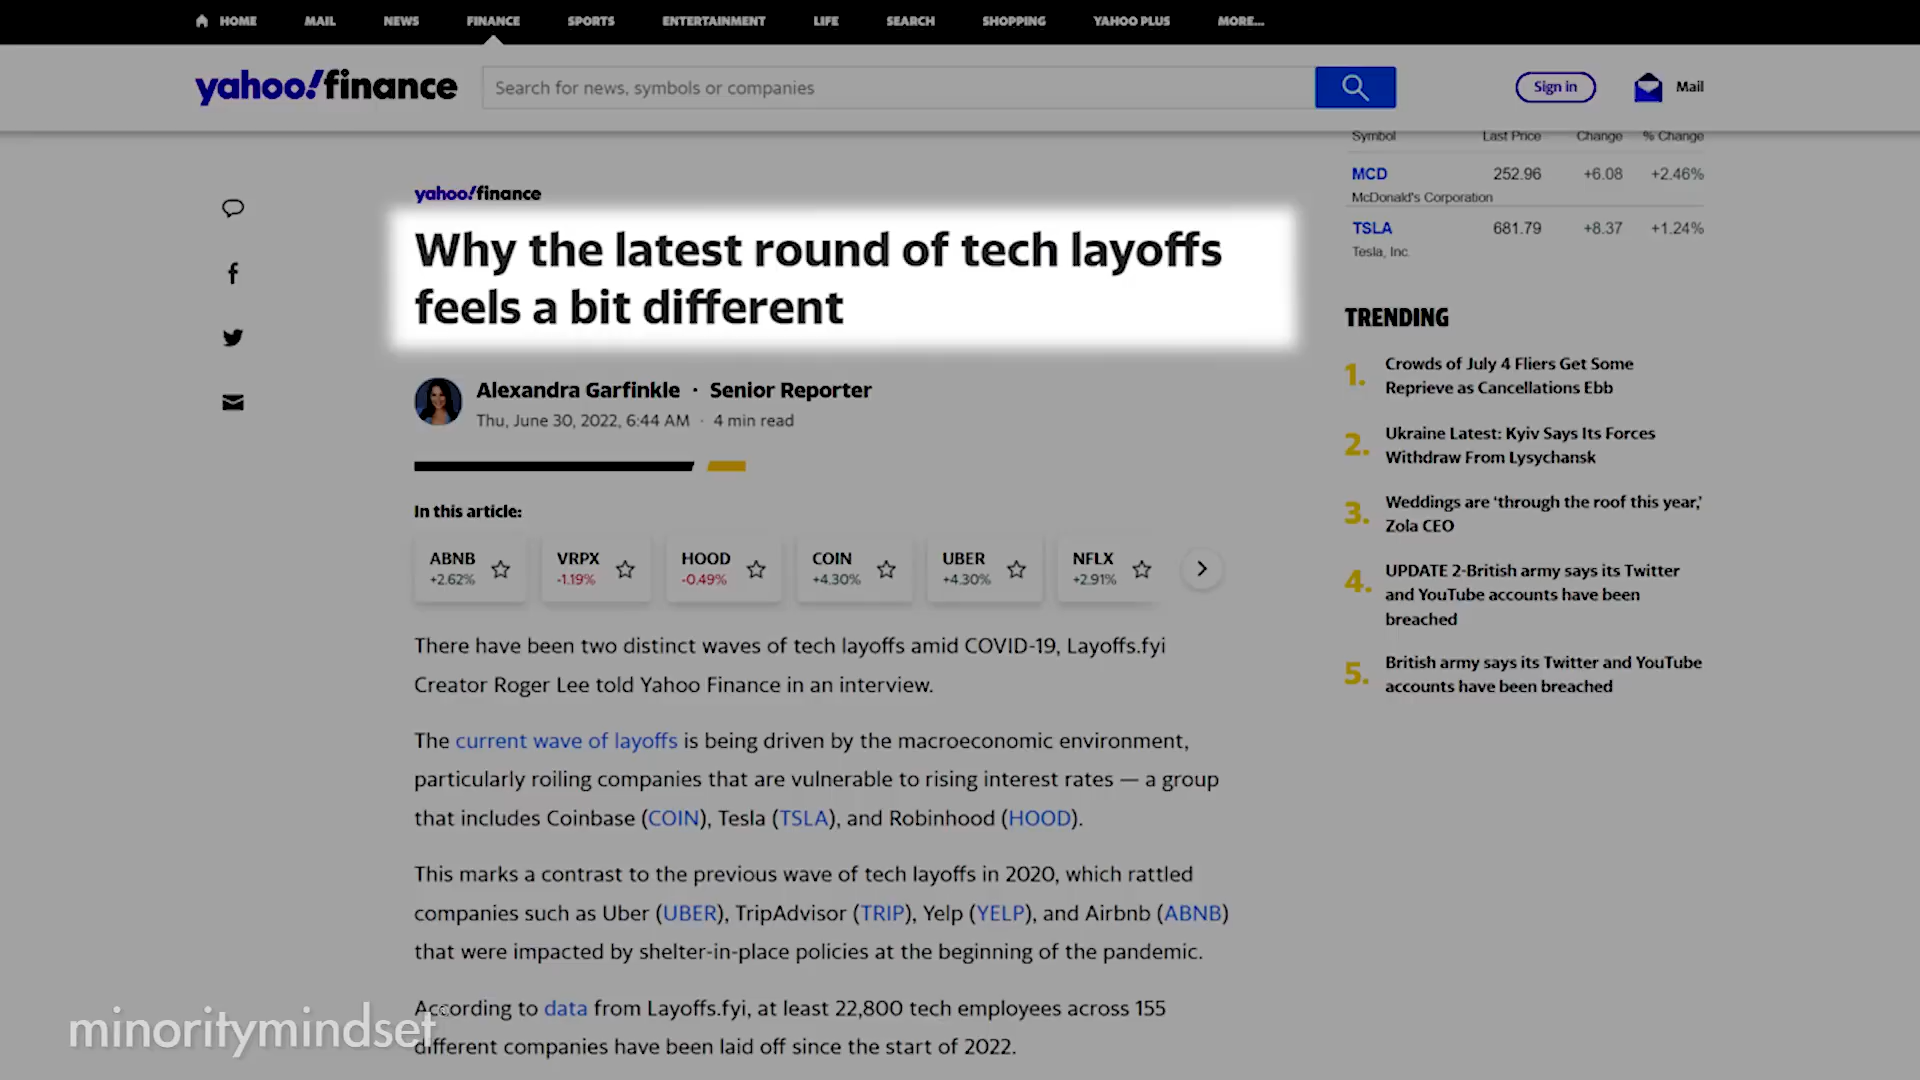 HOME MAIL NEWS FINANCE SPORTS ENTERTAINMENT LIFE SEARCH SHOPPING YAHOO PLUS MORE...
yahoo!finance
Search for news, symbols or companies
Sign in
Mail
Symbol Last Price Change % Change
MCD 252.96 +6.08 +2.46%
McDonald's Corporation
TSLA 681.79 +8.37 +1.24%
Tesla, Inc.
yahoo!finance
Why the latest round of tech layoffs
feels a bit different
Alexandra Garfinkle · Senior Reporter
Thu, June 30, 2022, 6:44 AM · 4 min read
In this article:
ABNB VRPX HOOD COIN UBER NFLX
+2.62% -1.19% -0.49% +4.30% +4.30% +2.91%
There have been two distinct waves of tech layoffs amid COVID-19, Layoffs.fyi
Creator Roger Lee told Yahoo Finance in an interview.
The current wave of layoffs is being driven by the macroeconomic environment,
particularly roiling companies that are vulnerable to rising interest rates — a group
that includes Coinbase (COIN), Tesla (TSLA), and Robinhood (HOOD).
This marks a contrast to the previous wave of tech layoffs in 2020, which rattled
companies such as Uber (UBER), TripAdvisor (TRIP), Yelp (YELP), and Airbnb (ABNB)
that were impacted by shelter-in-place policies at the beginning of the pandemic.
According to data from Layoffs.fyi, at least 22,800 tech employees across 155
different companies have been laid off since the start of 2022.
TRENDING
1. Crowds of July 4 Fliers Get Some
Reprieve as Cancellations Ebb
2. Ukraine Latest: Kyiv Says Its Forces
Withdraw From Lysychansk
3. Weddings are ‘through the roof this year,’
Zola CEO
4. UPDATE 2-British army says its Twitter
and YouTube accounts have been
breached
5. British army says its Twitter and YouTube
accounts have been breached
minoritymindset